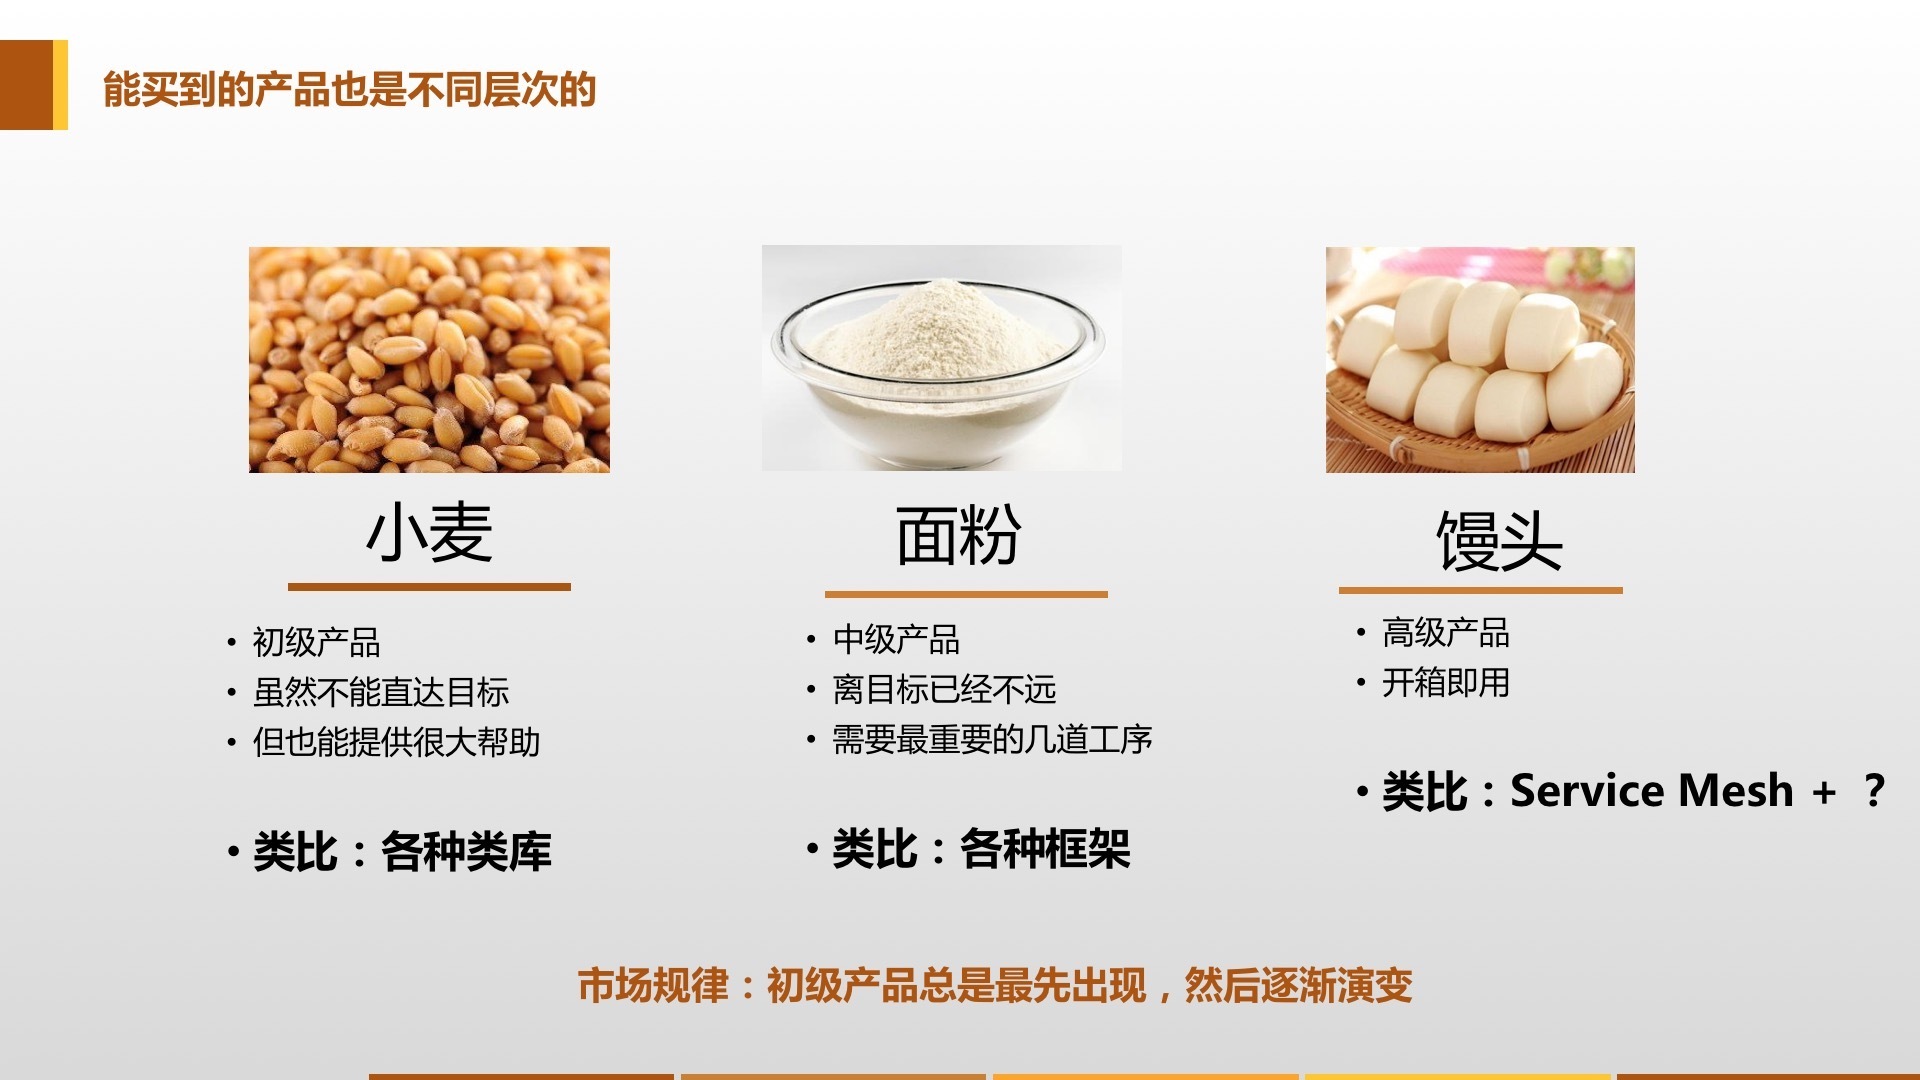 能买到的产品也是不同层次的
小麦
• 初级产品
• 虽然不能直达目标
• 但也能提供很大帮助
• 类比：各种类库
面粉
• 中级产品
• 离目标已经不远
• 需要最重要的几道工序
• 类比：各种框架
馒头
• 高级产品
• 开箱即用
• 类比：Service Mesh + ？
市场规律：初级产品总是最先出现，然后逐渐演变